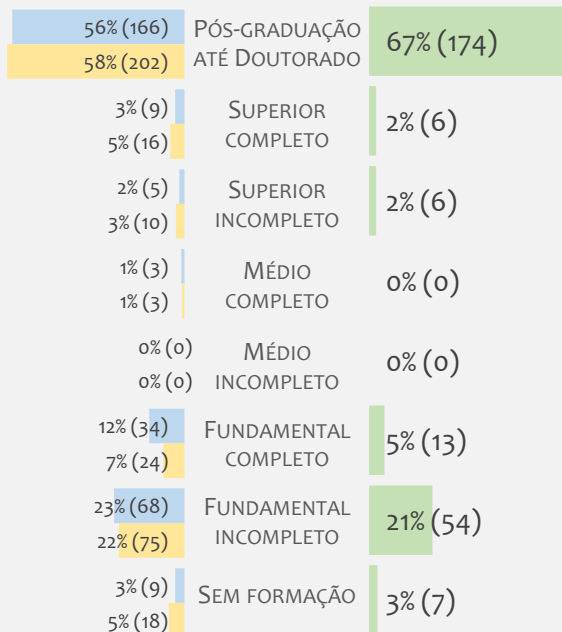 56% (166)
58% (202)
PÓS-GRADUAÇÃO
ATÉ DOUTORADO
67% (174)
3% (9)
5% (16)
SUPERIOR
COMPLETO
2% (6)
2% (5)
3% (10)
SUPERIOR
INCOMPLETO
2% (6)
1% (3)
1% (3)
MÉDIO
COMPLETO
0% (0)
0% (0)
0% (0)
MÉDIO
INCOMPLETO
0% (0)
12% (34)
7% (24)
FUNDAMENTAL
COMPLETO
5% (13)
23% (68)
22% (75)
FUNDAMENTAL
INCOMPLETO
21% (54)
3% (9)
5% (18)
SEM FORMAÇÃO
3% (7)